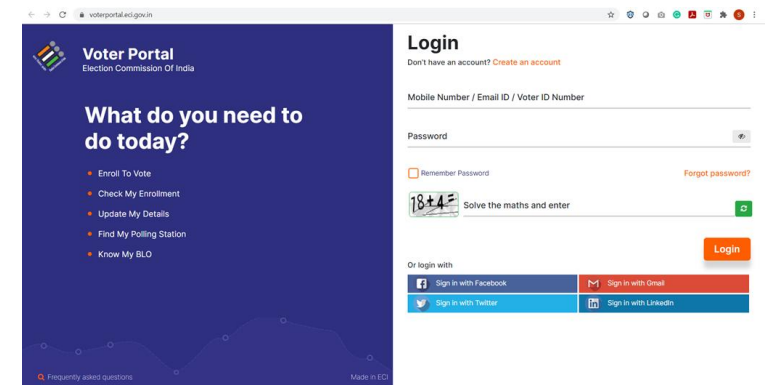 voterportal.eci.gov.in
Voter Portal
Election Commission Of India
What do you need to
do today?
Enroll To Vote
Check My Enrollment
Update My Details
Find My Polling Station
Know My BLO
Frequently asked questions
Made in ECI
Login
Don't have an account? Create an account
Mobile Number / Email ID / Voter ID Number
Password
Remember Password
Forgot password?
18+4=
Solve the maths and enter
Login
Or login with
Sign in with Facebook
Sign in with Gmail
Sign in with Twitter
Sign in with LinkedIn